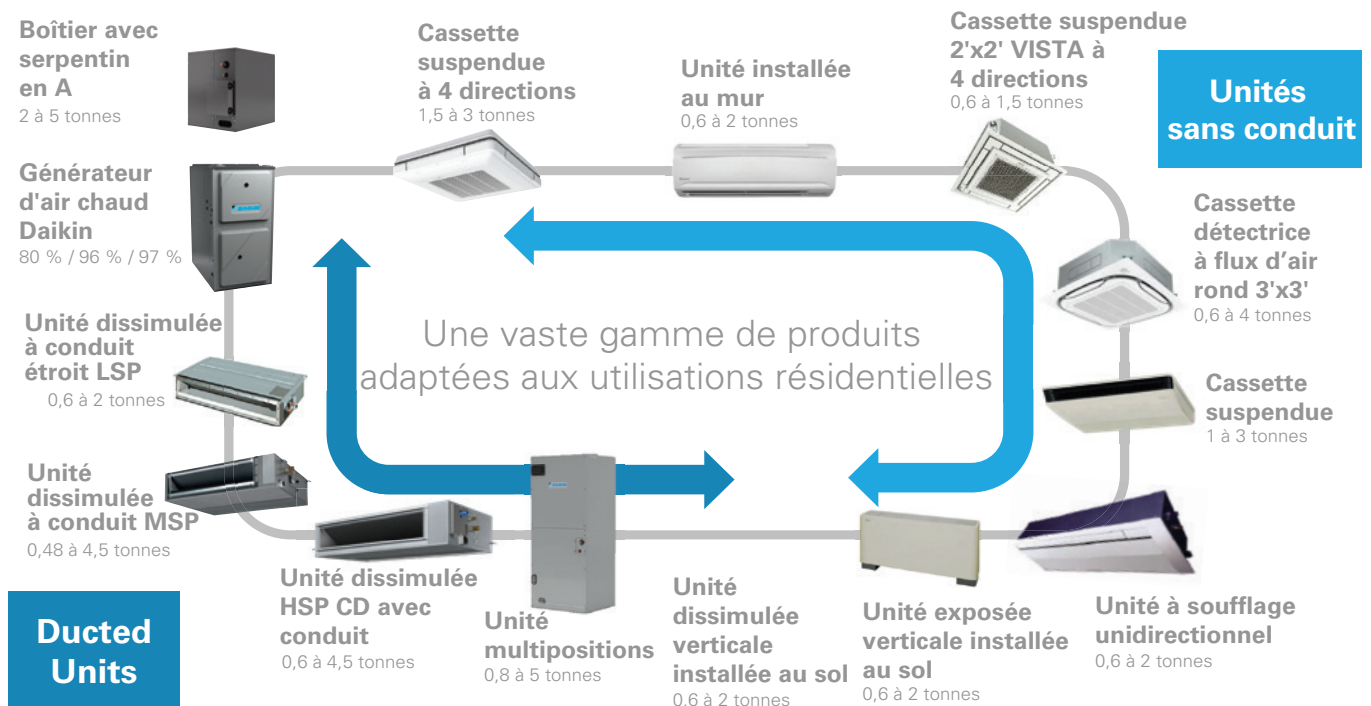 Boîtier avec
serpentin
en A
2 à 5 tonnes
Cassette
suspendue
à 4 directions
1,5 à 3 tonnes
Unité installée
au mur
0,6 à 2 tonnes
Cassette suspendue
2'x2' VISTA à
4 directions
0,6 à 1,5 tonnes
Unités
sans conduit
Générateur
d'air chaud
Daikin
80 % / 96 % / 97 %
Cassette
détectrice
à flux d’air
rond 3'x3'
0,6 à 4 tonnes
Unité dissimulée
à conduit
étroit LSP
0,6 à 2 tonnes
Une vaste gamme de produits
adaptées aux utilisations résidentielles
Cassette
suspendue
1 à 3 tonnes
Unité
dissimulée
à conduit MSP
0,48 à 4,5 tonnes
Unité dissimulée
HSP CD avec
conduit
0,6 à 4,5 tonnes
Unité
multipositions
0,8 à 5 tonnes
Unité
dissimulée
verticale
installée au sol
0,6 à 2 tonnes
Unité exposée
verticale installée
au sol
0,6 à 2 tonnes
Unité à soufflage
unidirectionnel
0,6 à 2 tonnes
Ducted
Units